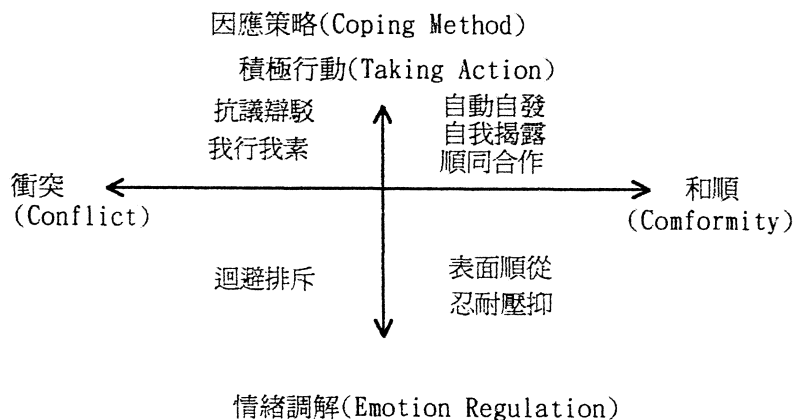 因應策略(Coping Method)
積極行動(Taking Action)
抗議辯駁
我行我素
自動自發
自我揭露
順同合作
衝突
(Conflict)
和順
(Comformity)
迴避排斥
表面順從
忍耐壓抑
情緒調解(Emotion Regulation)